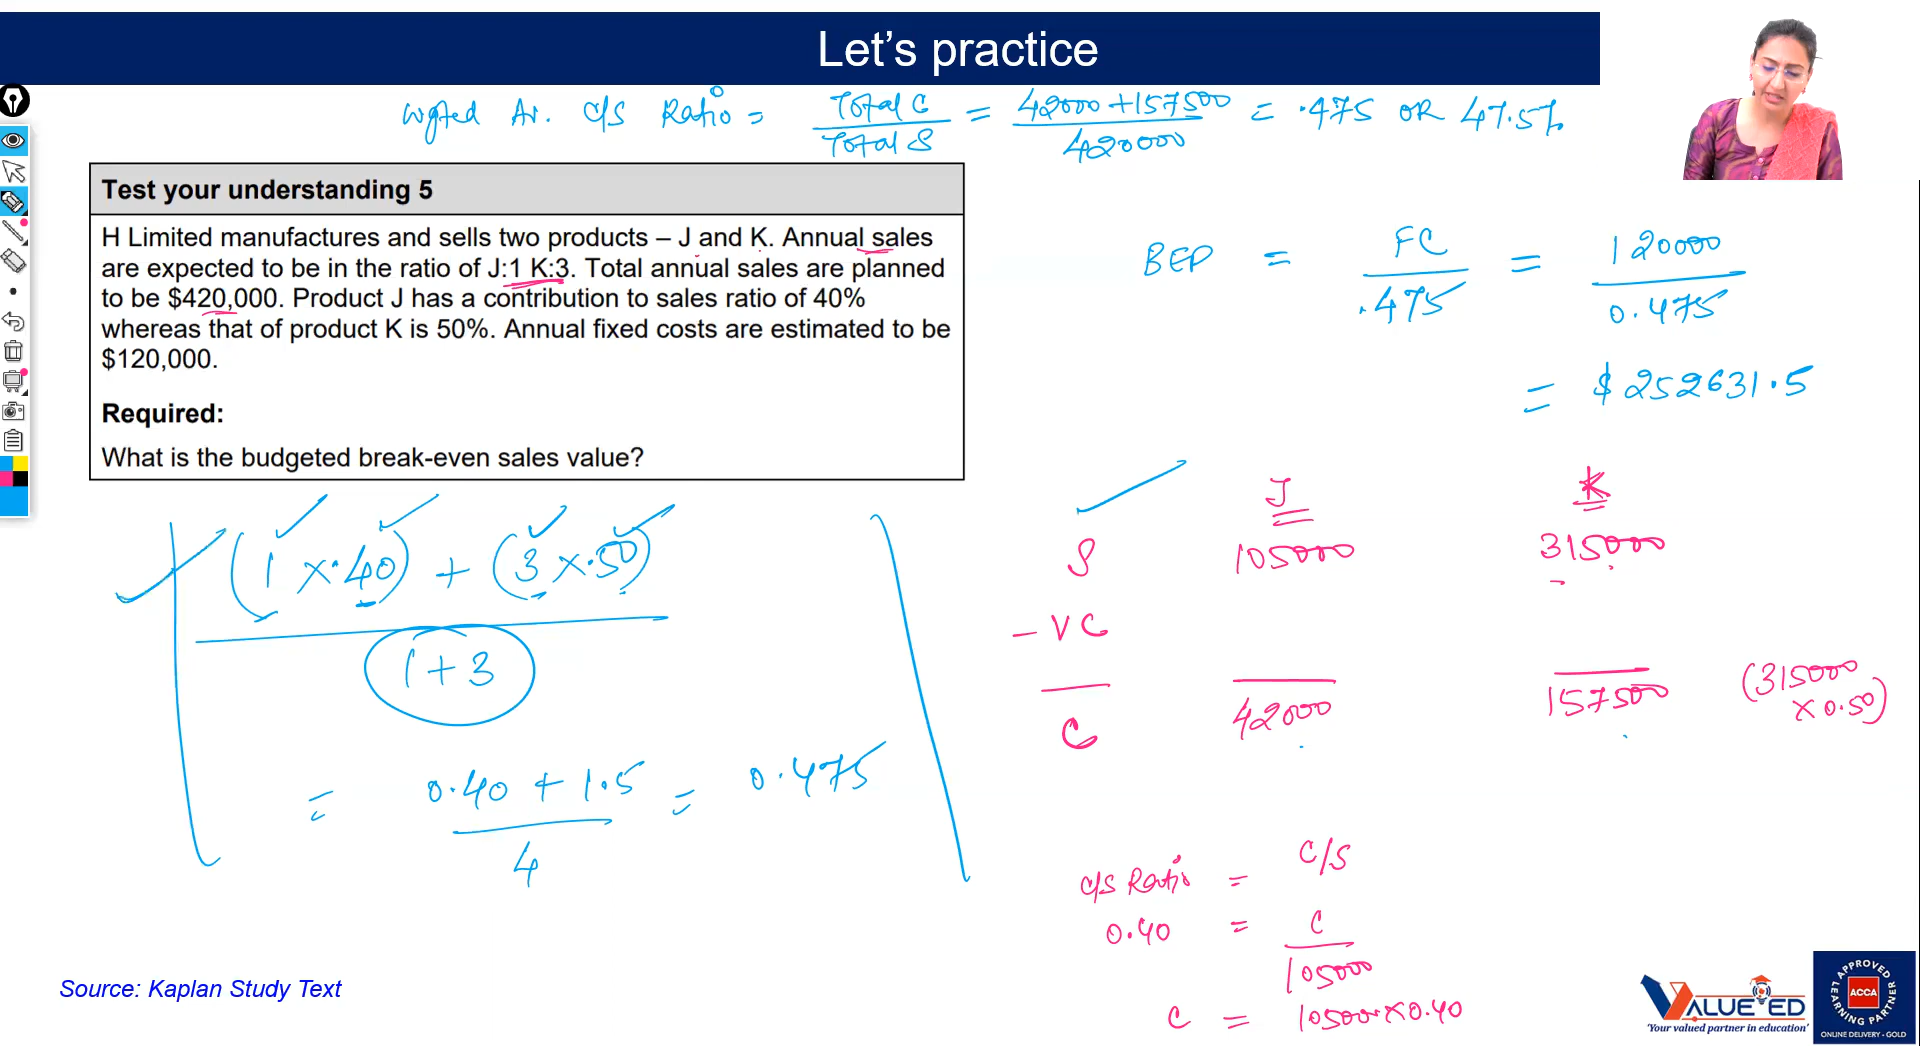 Let's practice
wgted Av. C/S Ratio = Total C / Total S = 42000 + 157500 / 420000 = .475 OR 47.5%
Test your understanding 5
H Limited manufactures and sells two products – J and K. Annual sales
are expected to be in the ratio of J:1 K:3. Total annual sales are planned
to be $420,000. Product J has a contribution to sales ratio of 40%
whereas that of product K is 50%. Annual fixed costs are estimated to be
$120,000.
Required:
What is the budgeted break-even sales value?
BEP = FC / .475 = 120000 / 0.475
= $252631.5
(1 x .40) + (3 x .50)
1 + 3
= 0.40 + 1.5 / 4 = 0.475
J K
S 105000 315000
- VC
C 42000 157500 (315000 x 0.50)
C/S Ratio = C/S
0.40 = C / 105000
C = 105000 x 0.40
Source: Kaplan Study Text
VALUE ED
'Your valued partner in education'
APPROVED LEARNING PARTNER
ACCA
ONLINE DELIVERY - GOLD